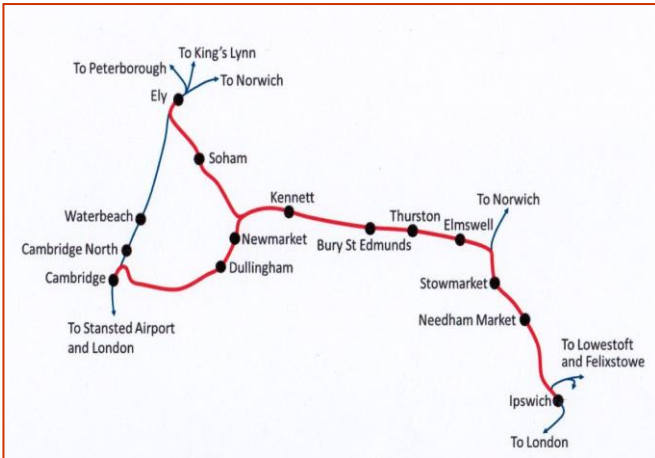 To King's Lynn
To Peterborough
To Norwich
Ely
Soham
Kennett
To Norwich
Waterbeach
Thurston
Elmswell
Cambridge North
Newmarket
Bury St Edmunds
Cambridge
Dullingham
Stowmarket
To Stansted Airport
and London
Needham Market
To Lowestoft
and Felixstowe
Ipswich
To London